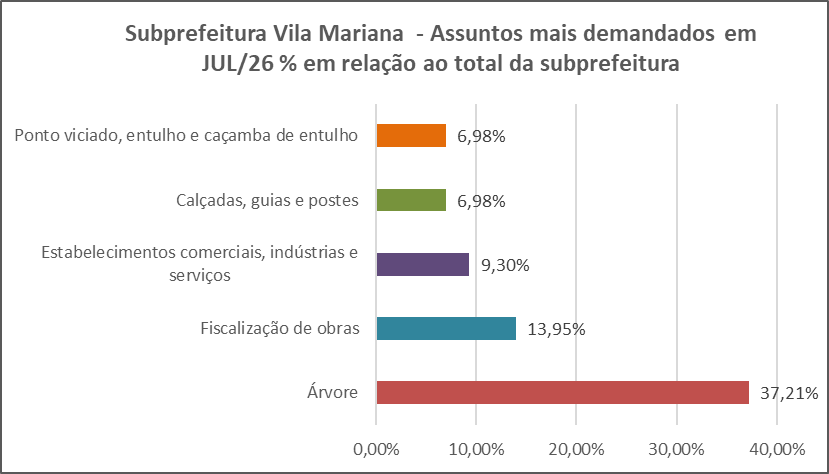 Subprefeitura Vila Mariana - Assuntos mais demandados em
JUL/26 % em relação ao total da subprefeitura
Ponto viciado, entulho e caçamba de entulho
6,98%
Calçadas, guias e postes
6,98%
Estabelecimentos comerciais, indústrias e
serviços
9,30%
Fiscalização de obras
13,95%
Árvore
37,21%
0,00% 10,00% 20,00% 30,00% 40,00%